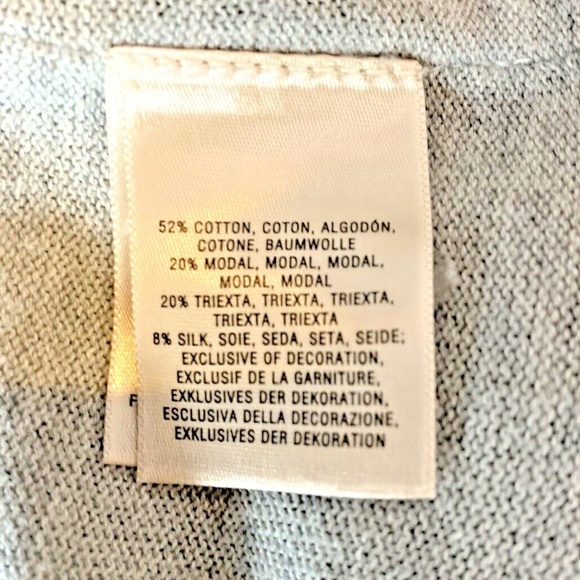 52% COTTON, COTON, ALGODÓN,
COTONE, BAUMWOLLE
20% MODAL, MODAL, MODAL,
MODAL, MODAL
20% TRIEXTA, TRIEXTA, TRIEXTA,
TRIEXTA, TRIEXTA
8% SILK, SOIE, SEDA, SETA, SEIDE;
EXCLUSIVE OF DECORATION,
EXCLUSIF DE LA GARNITURE,
EXKLUSIVES DER DEKORATION,
ESCLUSIVA DELLA DECORAZIONE,
EXKLUSIVES DER DEKORATION